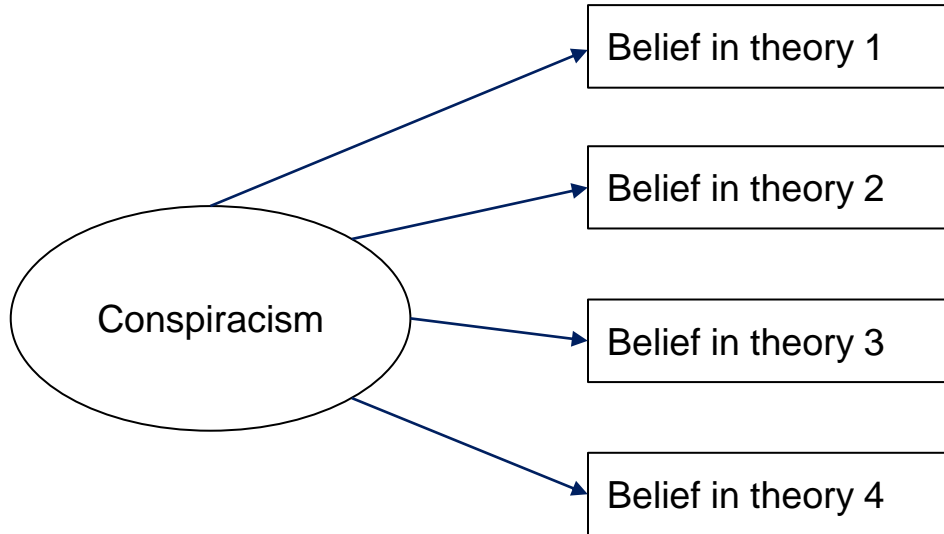 Belief in theory 1
Belief in theory 2
Conspiracism
Belief in theory 3
Belief in theory 4